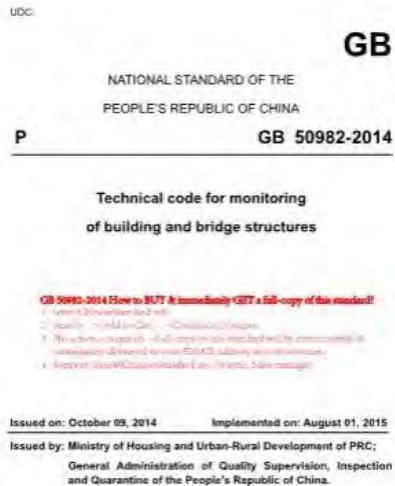 UDC
GB
NATIONAL STANDARD OF THE
PEOPLE'S REPUBLIC OF CHINA
P GB 50982-2014
Technical code for monitoring
of building and bridge structures
GB 50982-2014 How to BUY & immediately GET a full-copy of this standard?
Issued on: October 09, 2014 Implemented on: August 01, 2015
Issued by: Ministry of Housing and Urban-Rural Development of PRC;
General Administration of Quality Supervision, Inspection
and Quarantine of the People's Republic of China.